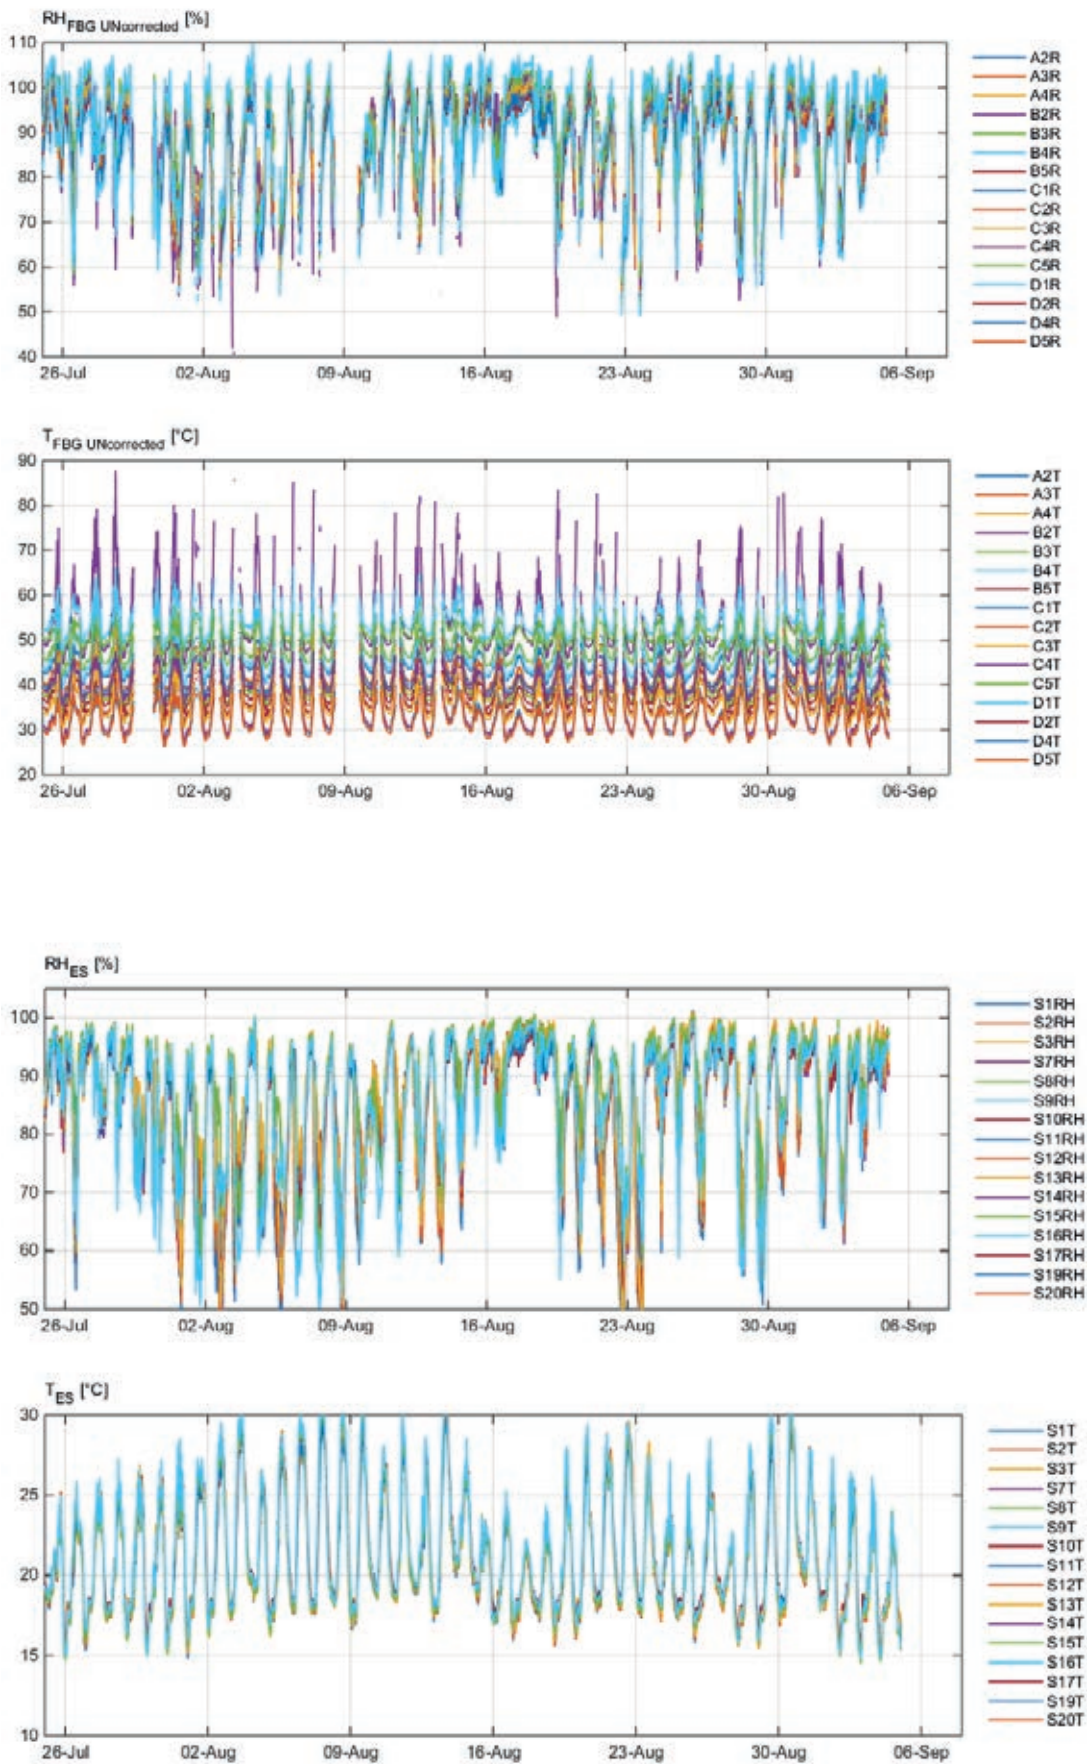 RH FBG UNcorrected [%]
110
100
90
80
70
60
50
40
26-Jul 02-Aug 09-Aug 16-Aug 23-Aug 30-Aug 06-Sep
A2R
A3R
A4R
B2R
B3R
B4R
B5R
C1R
C2R
C3R
C4R
C5R
D1R
D2R
D4R
D5R
T FBG UNcorrected [°C]
90
80
70
60
50
40
30
20
26-Jul 02-Aug 09-Aug 16-Aug 23-Aug 30-Aug 06-Sep
A2T
A3T
A4T
B2T
B3T
B4T
B5T
C1T
C2T
C3T
C4T
C5T
D1T
D2T
D4T
D5T
RH ES [%]
100
90
80
70
60
50
26-Jul 02-Aug 09-Aug 16-Aug 23-Aug 30-Aug 06-Sep
S1RH
S2RH
S3RH
S7RH
S8RH
S9RH
S10RH
S11RH
S12RH
S13RH
S14RH
S15RH
S16RH
S17RH
S19RH
S20RH
T ES [°C]
30
25
20
15
10
26-Jul 02-Aug 09-Aug 16-Aug 23-Aug 30-Aug 06-Sep
S1T
S2T
S3T
S7T
S8T
S9T
S10T
S11T
S12T
S13T
S14T
S15T
S16T
S17T
S19T
S20T